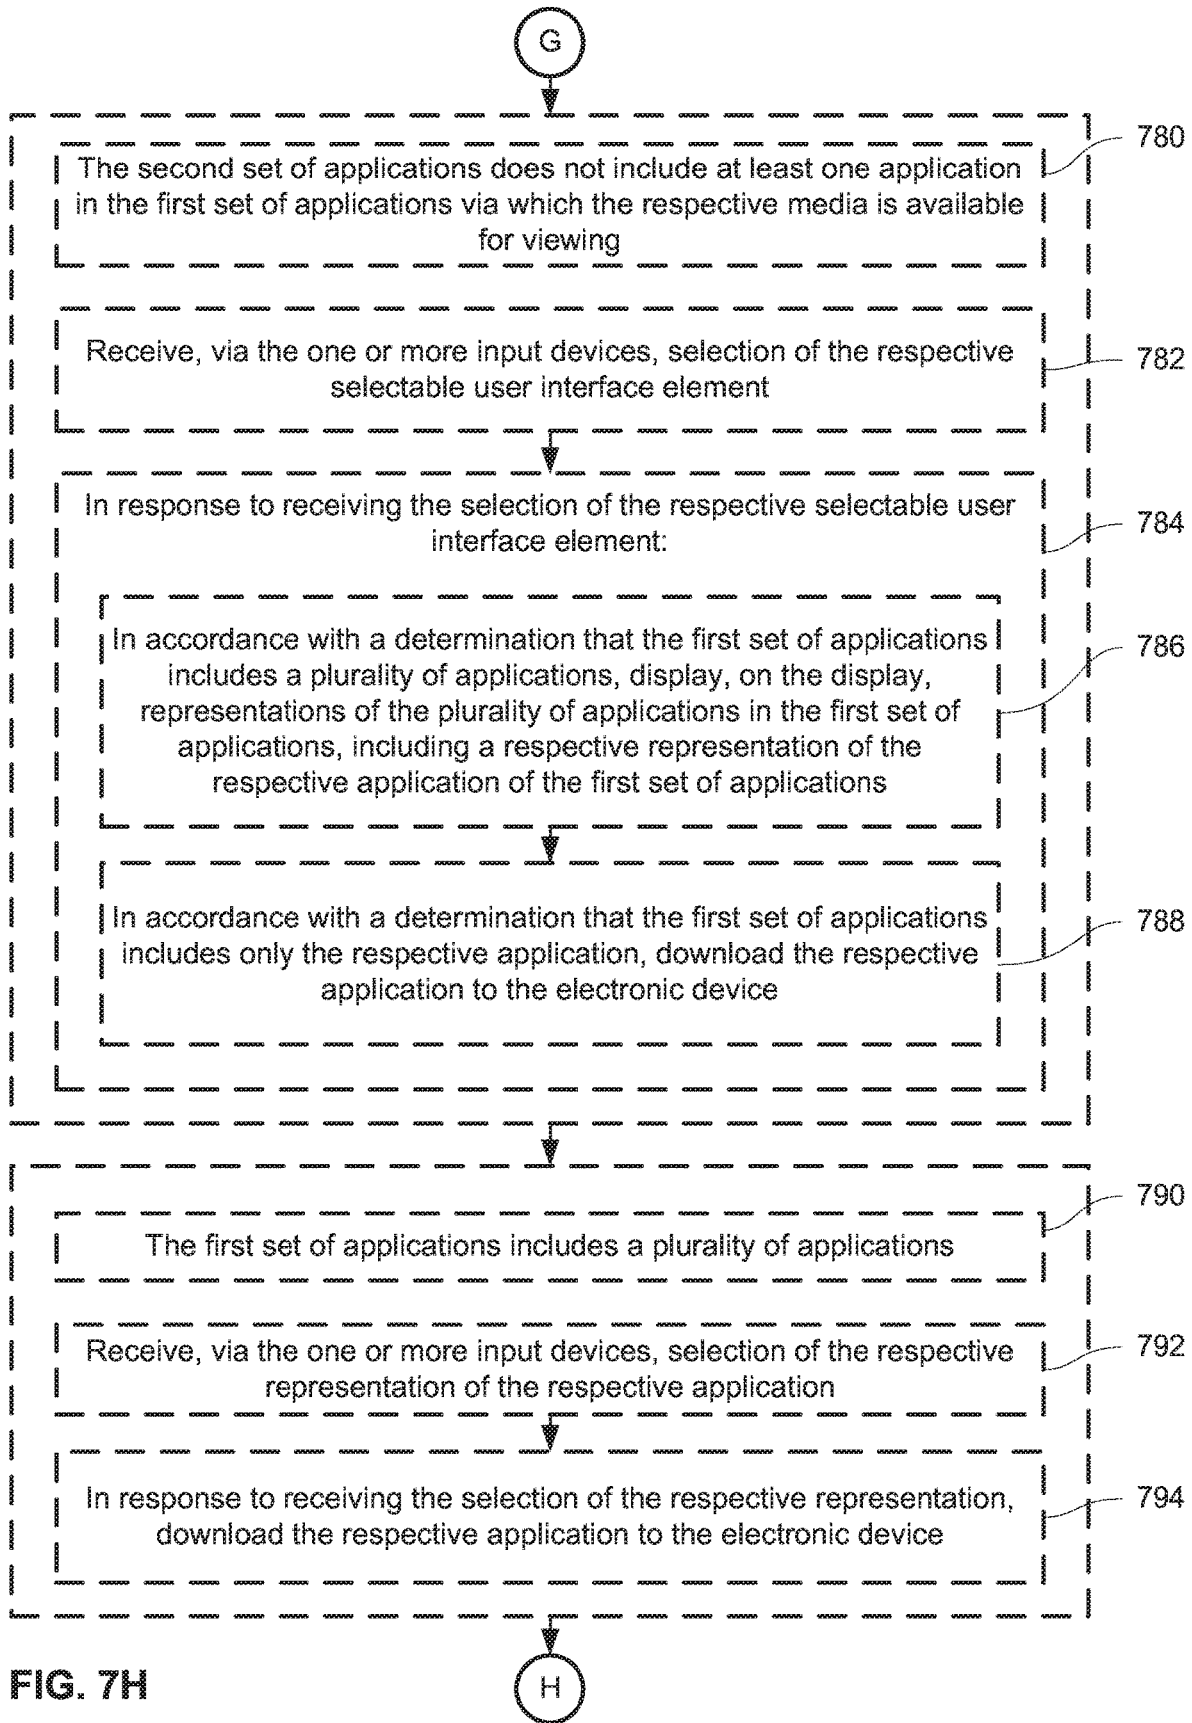 G
780
The second set of applications does not include at least one application
in the first set of applications via which the respective media is available
for viewing
782
Receive, via the one or more input devices, selection of the respective
selectable user interface element
784
In response to receiving the selection of the respective selectable user
interface element:
786
In accordance with a determination that the first set of applications
includes a plurality of applications, display, on the display,
representations of the plurality of applications in the first set of
applications, including a respective representation of the
respective application of the first set of applications
788
In accordance with a determination that the first set of applications
includes only the respective application, download the respective
application to the electronic device
790
The first set of applications includes a plurality of applications
792
Receive, via the one or more input devices, selection of the respective
representation of the respective application
794
In response to receiving the selection of the respective representation,
download the respective application to the electronic device
FIG. 7H
H